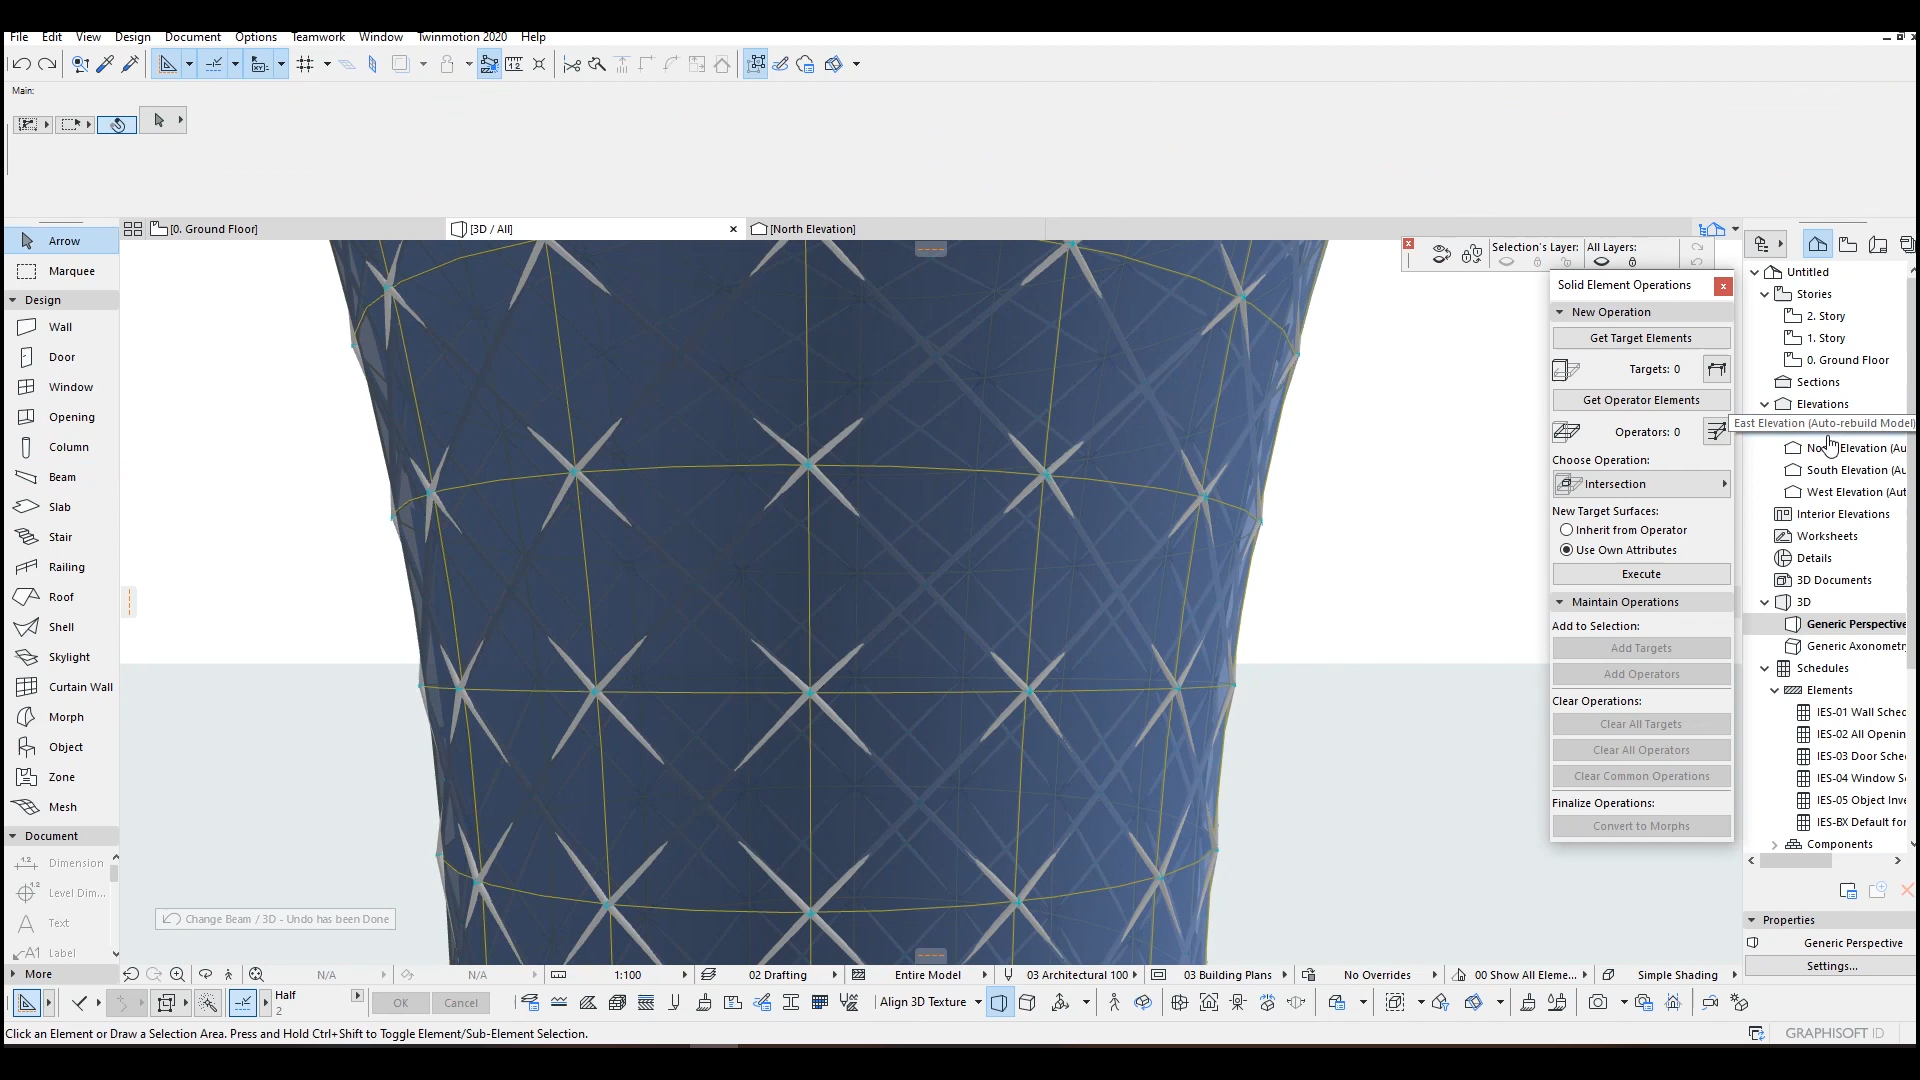 File Edit View Design Document Options Teamwork Window Twinmotion 2020 Help
Main:
[0. Ground Floor]
[3D / All]
[North Elevation]
Arrow
Marquee
Design
Wall
Door
Window
Opening
Column
Beam
Slab
Stair
Railing
Roof
Shell
Skylight
Curtain Wall
Morph
Object
Zone
Mesh
Document
Dimension
Level Dim...
Text
Label
More
Change Beam / 3D - Undo has been Done
Selection's Layer: All Layers:
Solid Element Operations
New Operation
Get Target Elements
Targets: 0
Get Operator Elements
Operators: 0
Choose Operation:
Intersection
New Target Surfaces:
Inherit from Operator
Use Own Attributes
Execute
Maintain Operations
Add to Selection:
Add Targets
Add Operators
Clear Operations:
Clear All Targets
Clear All Operators
Clear Common Operations
Finalize Operations:
Convert to Morphs
Untitled
Stories
2. Story
1. Story
0. Ground Floor
Sections
Elevations
East Elevation (Auto-rebuild Model)
Elevation (Au
South Elevation (Au
West Elevation (Aut
Interior Elevations
Worksheets
Details
3D Documents
3D
Generic Perspective
Generic Axonometr
Schedules
Elements
IES-01 Wall Sched
IES-02 All Openin
IES-03 Door Sche
IES-04 Window S
IES-05 Object Inv
IES-BX Default for
Components
Properties
Generic Perspective
Settings...
N/A N/A 1:100 02 Drafting Entire Model 03 Architectural 100 03 Building Plans No Overrides 00 Show All Eleme... Simple Shading
Half
2
OK Cancel
Align 3D Texture
Click an Element or Draw a Selection Area. Press and Hold Ctrl+Shift to Toggle Element/Sub-Element Selection.
GRAPHISOFT ID